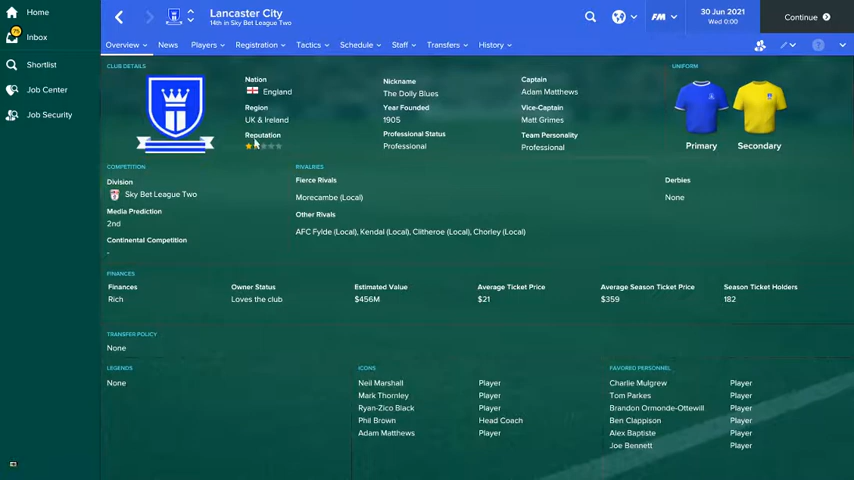 Lancaster City
14th in Sky Bet League Two
FM
30 Jun 2021
Wed 0:00
Continue
Home
Inbox
Shortlist
Job Center
Job Security
Overview
News
Players
Registration
Tactics
Schedule
Staff
Transfers
History
CLUB DETAILS
Nation
England
Region
UK & Ireland
Reputation
Nickname
The Dolly Blues
Year Founded
1905
Professional Status
Professional
Captain
Adam Matthews
Vice-Captain
Matt Grimes
Team Personality
Professional
UNIFORM
Primary
Secondary
COMPETITION
Division
Sky Bet League Two
Media Prediction
2nd
Continental Competition
-
RIVALRIES
Fierce Rivals
Morecambe (Local)
Other Rivals
AFC Fylde (Local), Kendal (Local), Clitheroe (Local), Chorley (Local)
Derbies
None
FINANCES
Finances
Rich
Owner Status
Loves the club
Estimated Value
$456M
Average Ticket Price
$21
Average Season Ticket Price
$359
Season Ticket Holders
182
TRANSFER POLICY
None
LEGENDS
None
ICONS
Neil Marshall Player
Mark Thornley Player
Ryan-Zico Black Player
Phil Brown Head Coach
Adam Matthews Player
FAVORED PERSONNEL
Charlie Mulgrew Player
Tom Parkes Player
Brandon Ormonde-Ottewill Player
Ben Clappison Player
Alex Baptiste Player
Joe Bennett Player